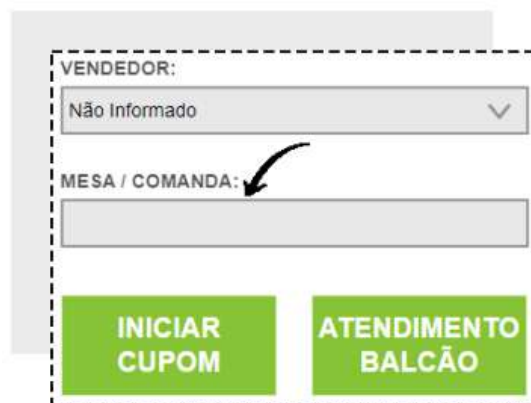 VENDEDOR:
Não Informado
MESA / COMANDA:
INICIAR
CUPOM
ATENDIMENTO
BALCÃO